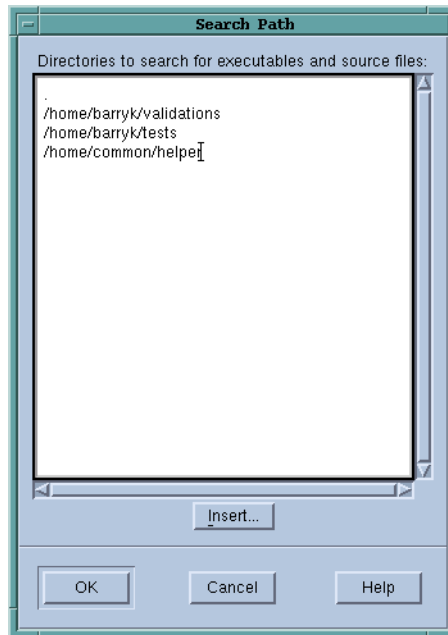 Search Path
Directories to search for executables and source files:
.
/home/barryk/validations
/home/barryk/tests
/home/common/helper
Insert...
OK
Cancel
Help